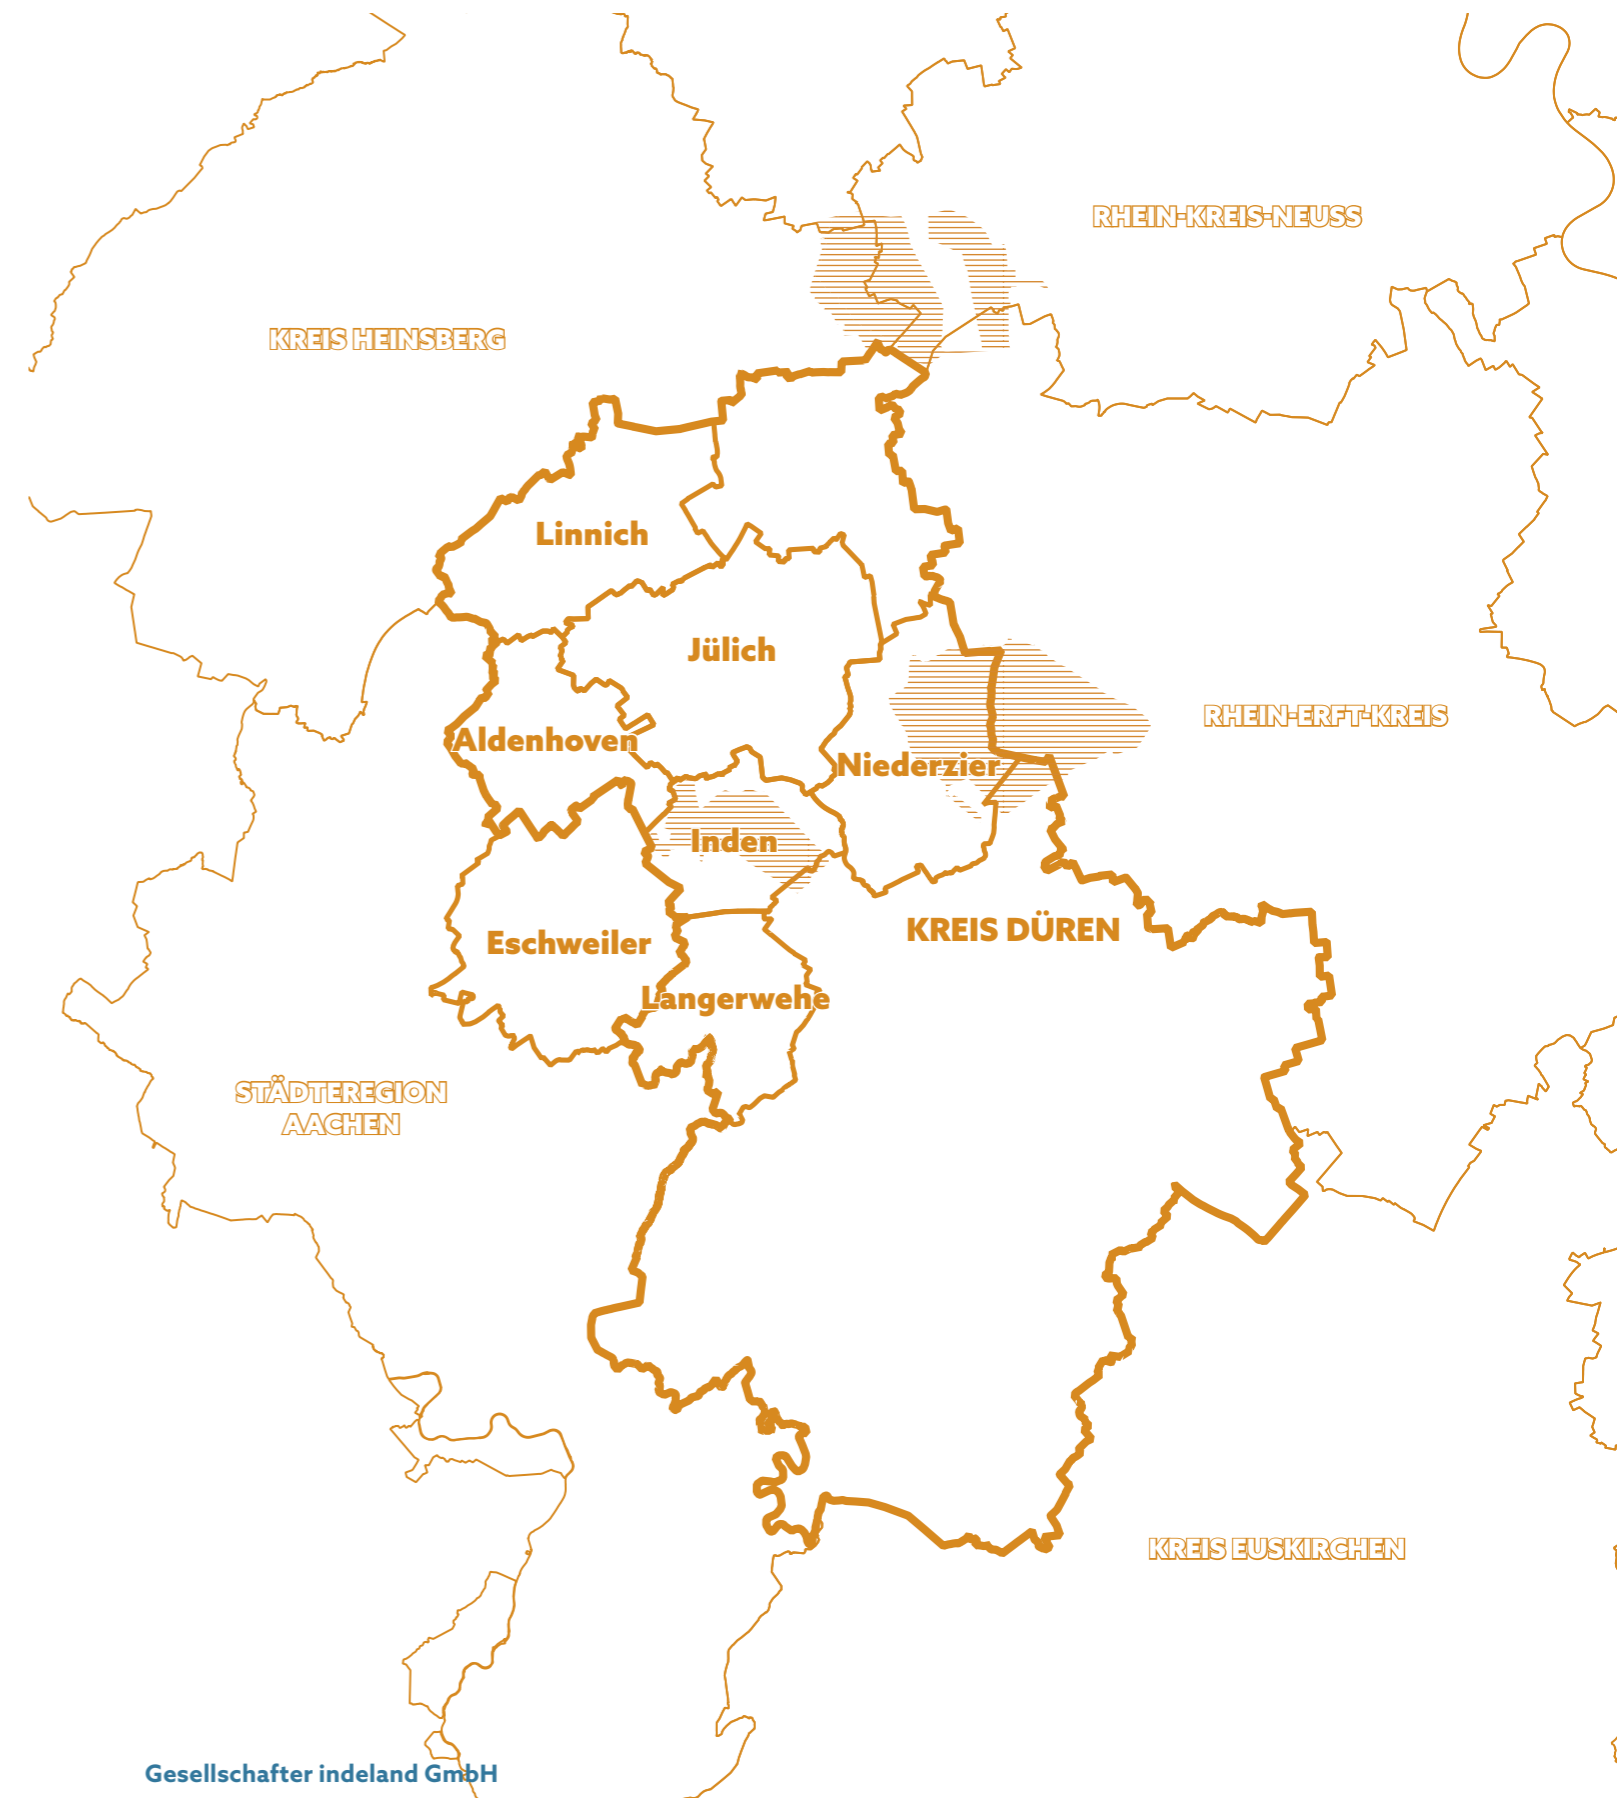 RHEIN-KREIS-NEUSS
KREIS HEINSBERG
Linnich
Jülich
RHEIN-ERFT-KREIS
Aldenhoven
Niederzier
Inden
KREIS DÜREN
Eschweiler
Langerwehe
STÄDTEREGION
AACHEN
KREIS EUSKIRCHEN
Gesellschafter indeland GmbH